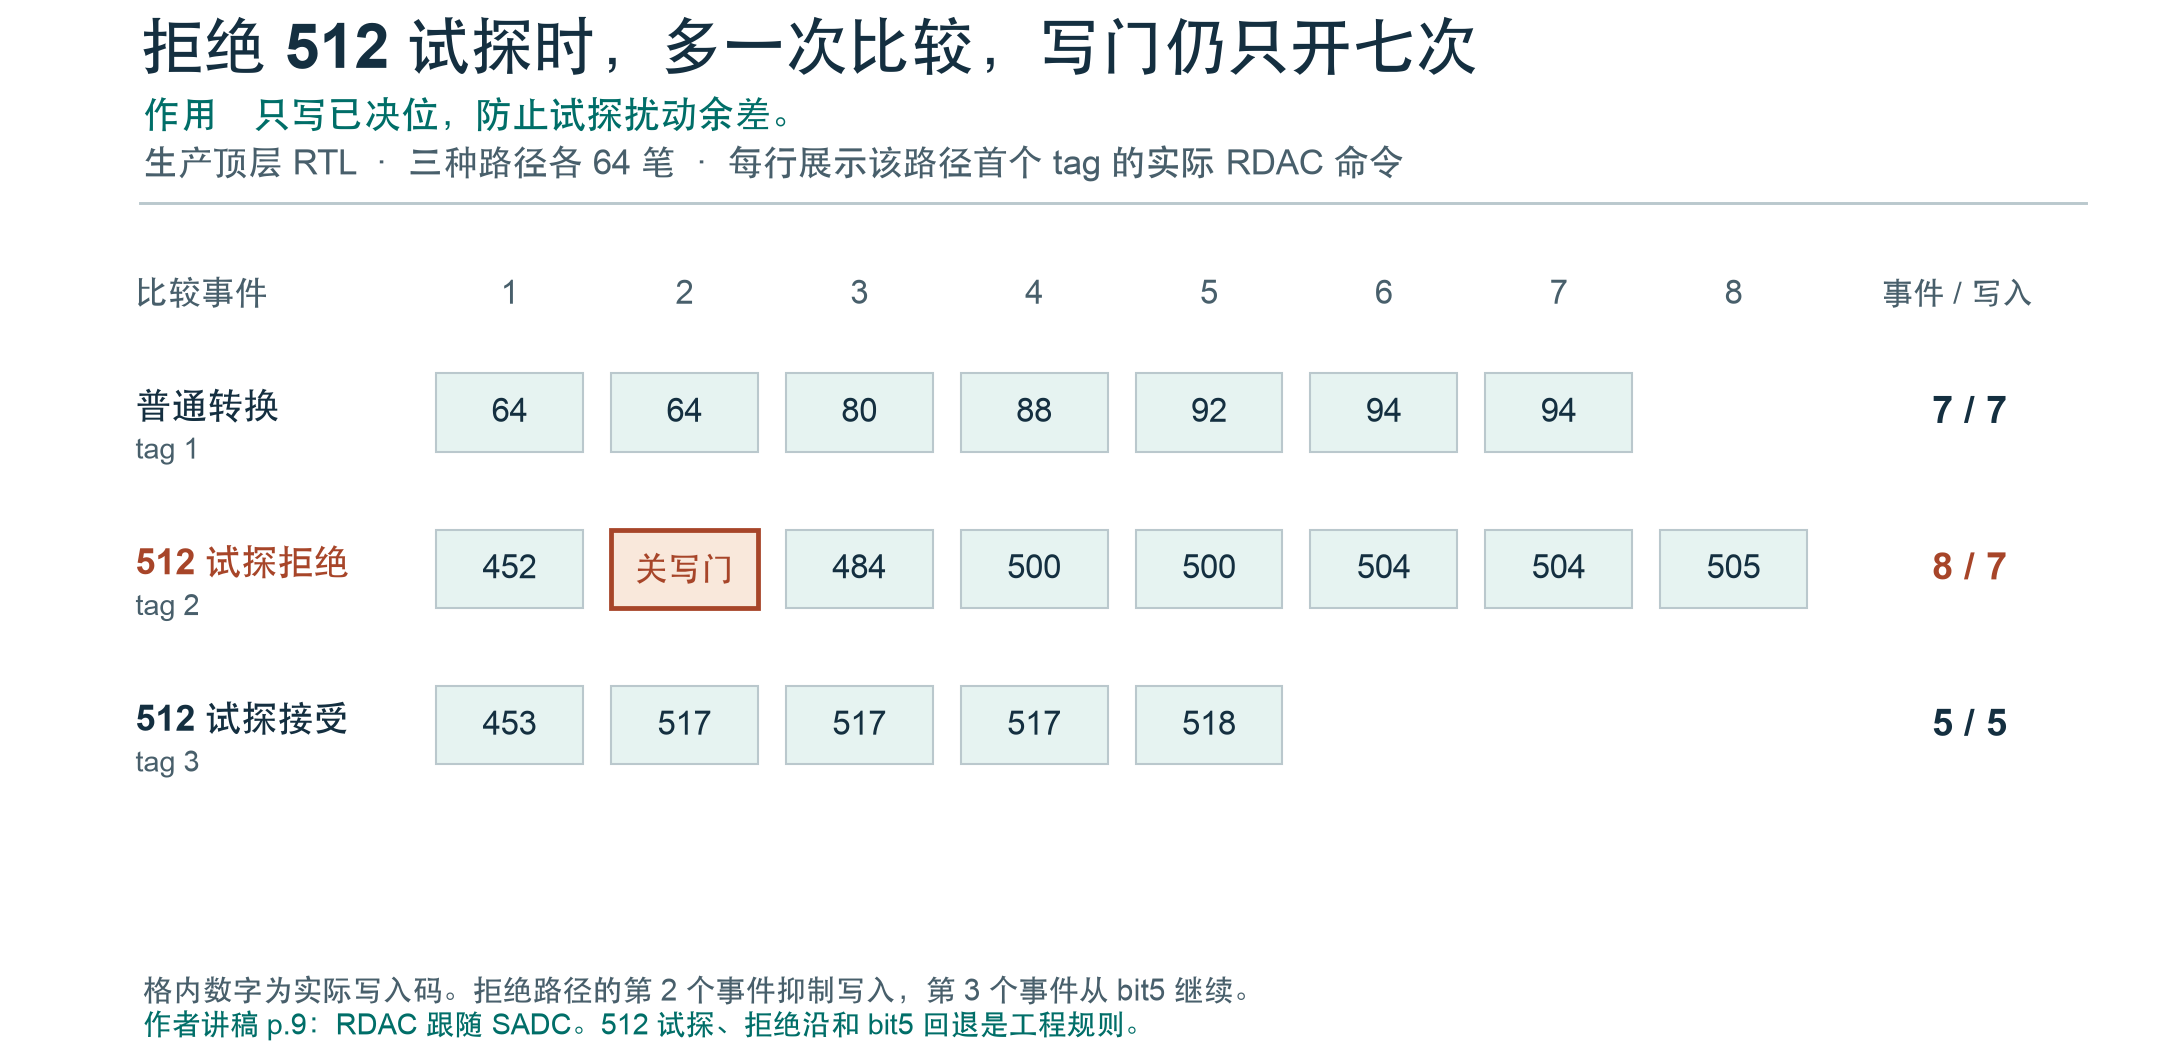 拒绝 512 试探时，多一次比较，写门仍只开七次
作用　只写已决位，防止试探扰动余差。
生产顶层 RTL · 三种路径各 64 笔 · 每行展示该路径首个 tag 的实际 RDAC 命令
比较事件 1 2 3 4 5 6 7 8 事件 / 写入
普通转换 64 64 80 88 92 94 94 7 / 7
tag 1
512 试探拒绝 452 关写门 484 500 500 504 504 505 8 / 7
tag 2
512 试探接受 453 517 517 517 518 5 / 5
tag 3
格内数字为实际写入码。拒绝路径的第 2 个事件抑制写入，第 3 个事件从 bit5 继续。
作者讲稿 p.9：RDAC 跟随 SADC。512 试探、拒绝沿和 bit5 回退是工程规则。